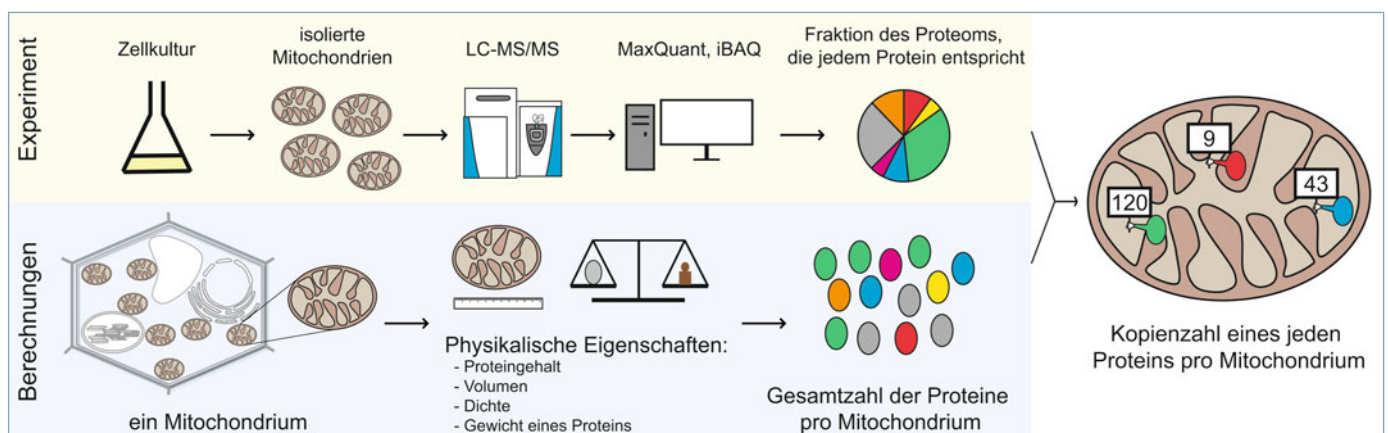 Experiment
Zellkultur
isolierte
Mitochondrien
LC-MS/MS
MaxQuant, iBAQ
Fraktion des Proteoms,
die jedem Protein entspricht
Berechnungen
ein Mitochondrium
Physikalische Eigenschaften:
- Proteingehalt
- Volumen
- Dichte
- Gewicht eines Proteins
Gesamtzahl der Proteine
pro Mitochondrium
9
43
120
Kopienzahl eines jeden
Proteins pro Mitochondrium